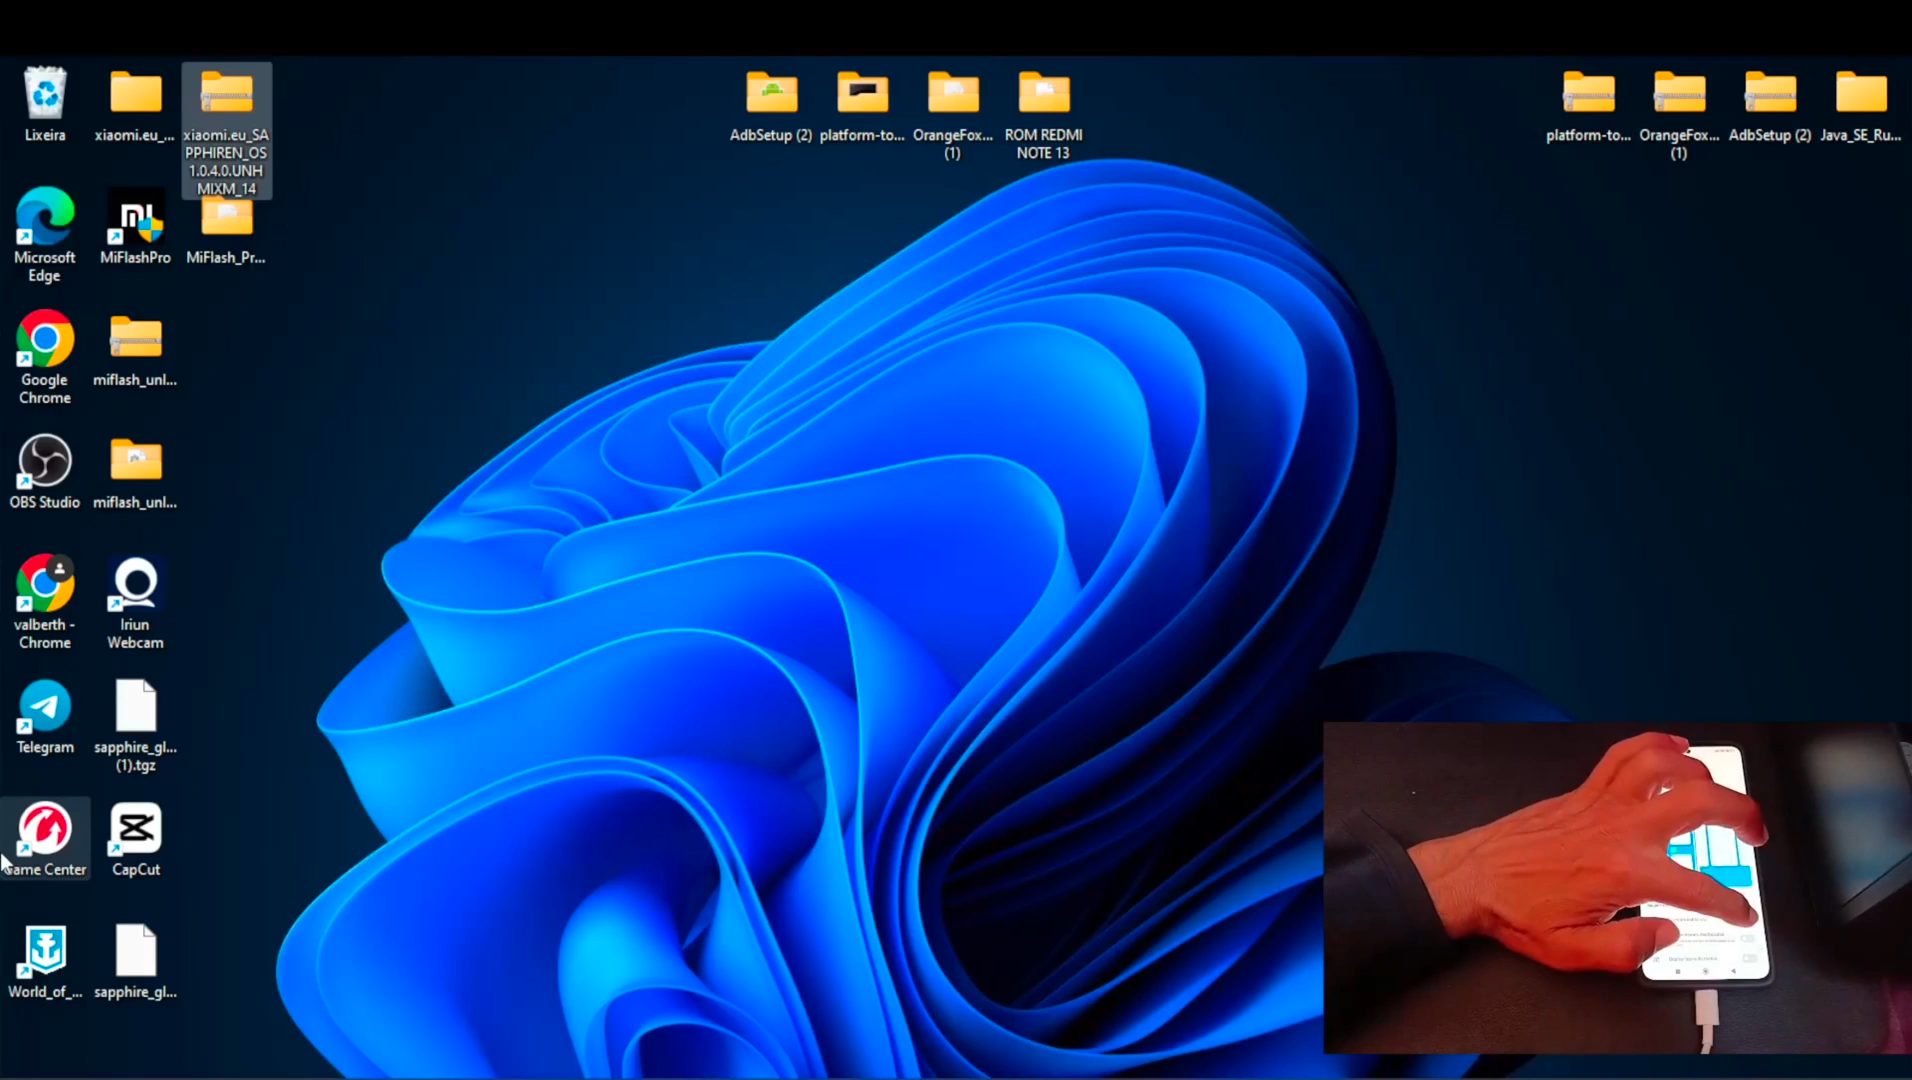 Lixeira
xiaomi.eu_...
xiaomi.eu_SA
PPHIREN_OS
1.0.4.0.UNH
MIXM_14
AdbSetup (2)
platform-to...
OrangeFox...
(1)
ROM REDMI
NOTE 13
platform-to...
OrangeFox...
(1)
AdbSetup (2)
Java_SE_Ru...
Microsoft
Edge
MiFlashPro
MiFlash_Pr...
Google
Chrome
miflash_unl...
OBS Studio
miflash_unl...
valberth -
Chrome
Iriun
Webcam
Telegram
sapphire_gl...
(1).tgz
ame Center
CapCut
World_of_...
sapphire_gl...